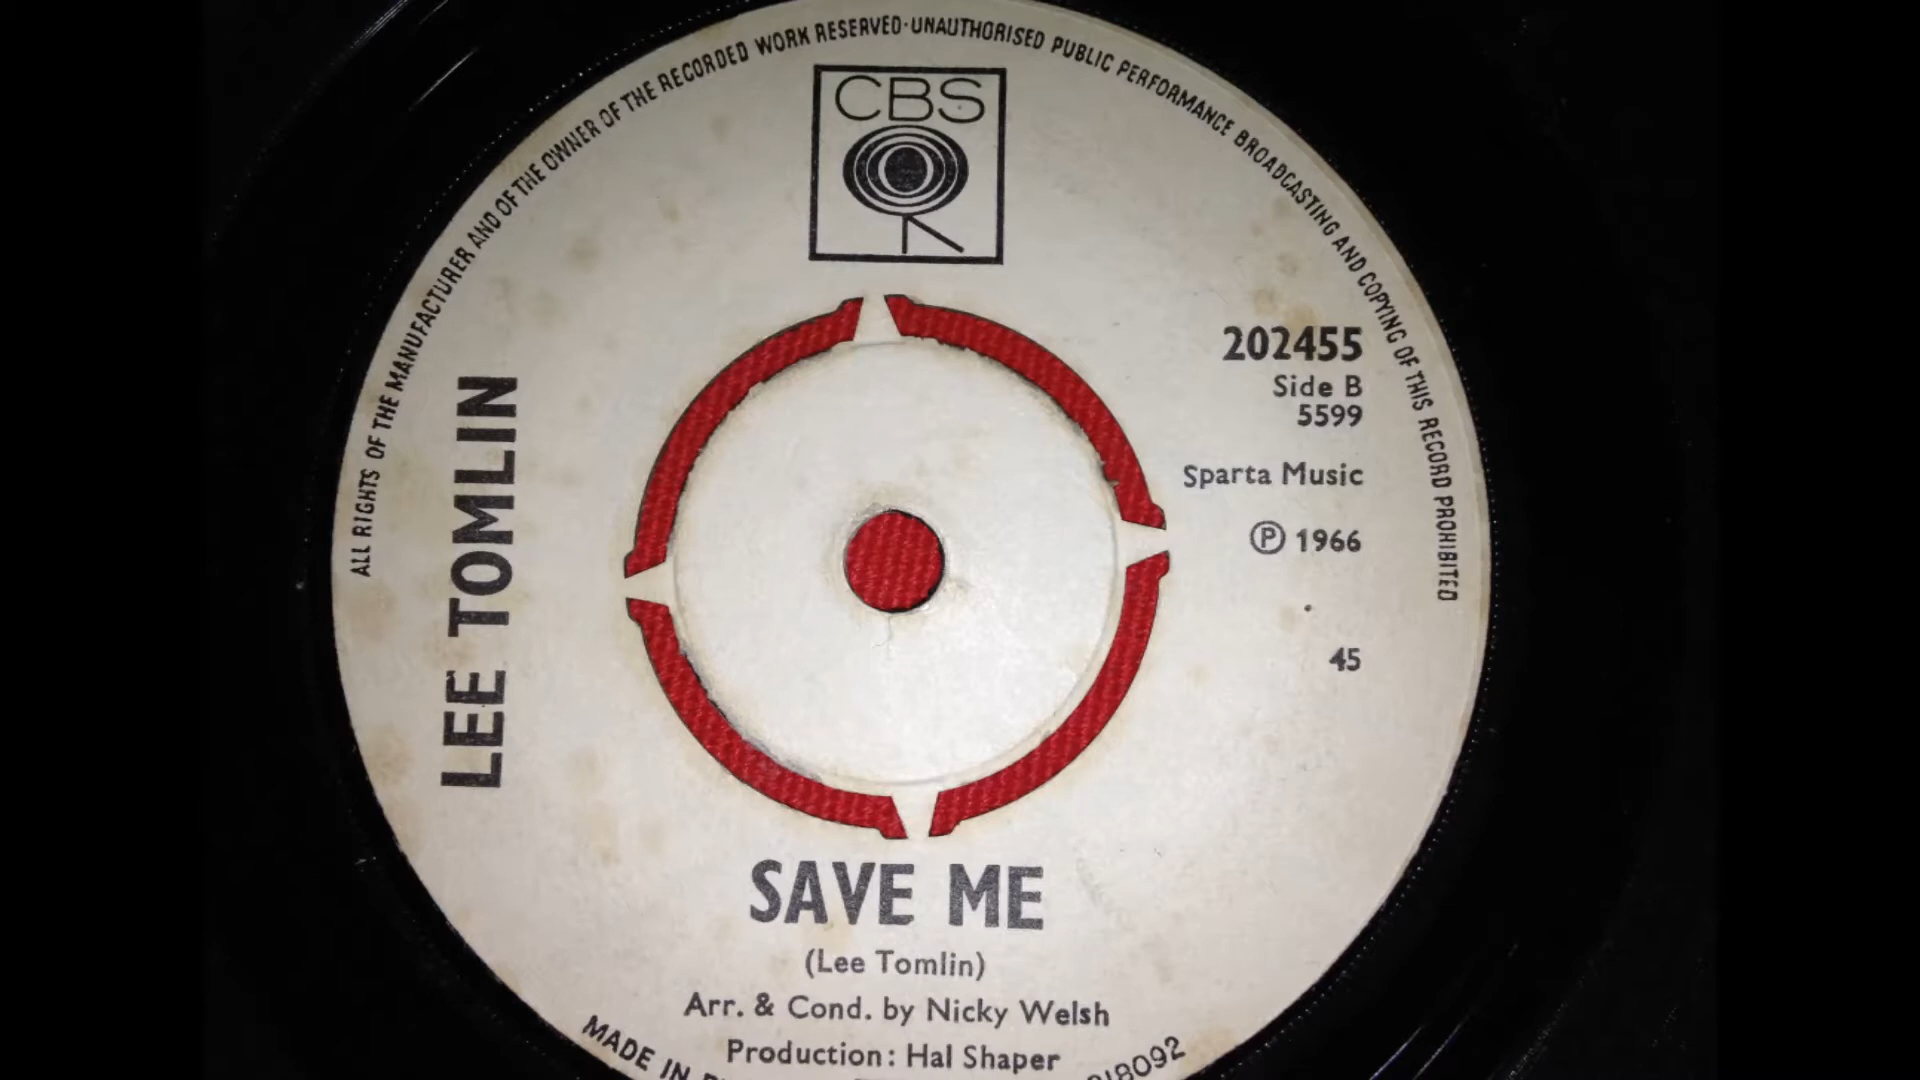 ALL RIGHTS OF THE MANUFACTURER AND OF THE OWNER OF THE RECORDED WORK RESERVED·UNAUTHORISED PUBLIC PERFORMANCE BROADCASTING AND COPYING OF THIS RECORD PROHIBITED
CBS
202455
Side B
5599
Sparta Music
Ⓟ 1966
45
LEE TOMLIN
SAVE ME
(Lee Tomlin)
Arr. & Cond. by Nicky Welsh
Production: Hal Shaper
MADE IN